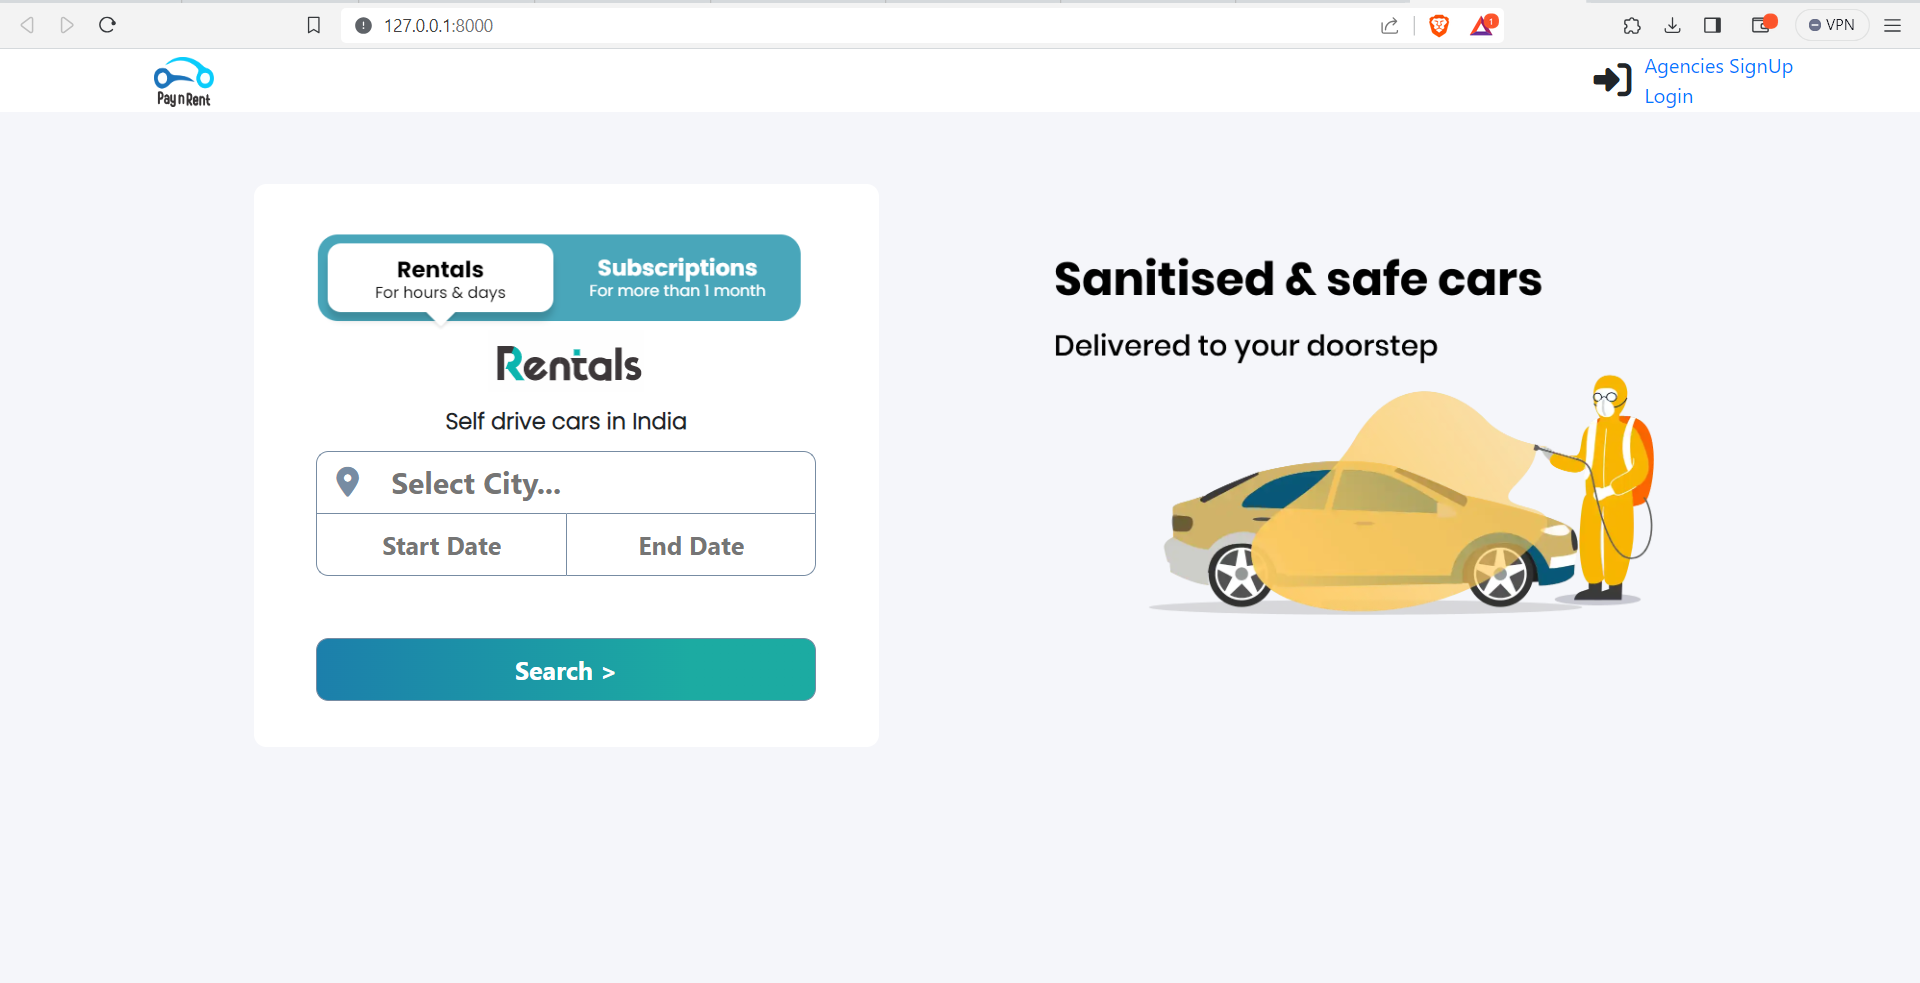 127.0.0.1:8000
1
VPN
Pay n Rent
Agencies SignUp
Login
Rentals
For hours & days
Subscriptions
For more than 1 month
Rentals
Self drive cars in India
Select City...
Start Date
End Date
Search >
Sanitised & safe cars
Delivered to your doorstep